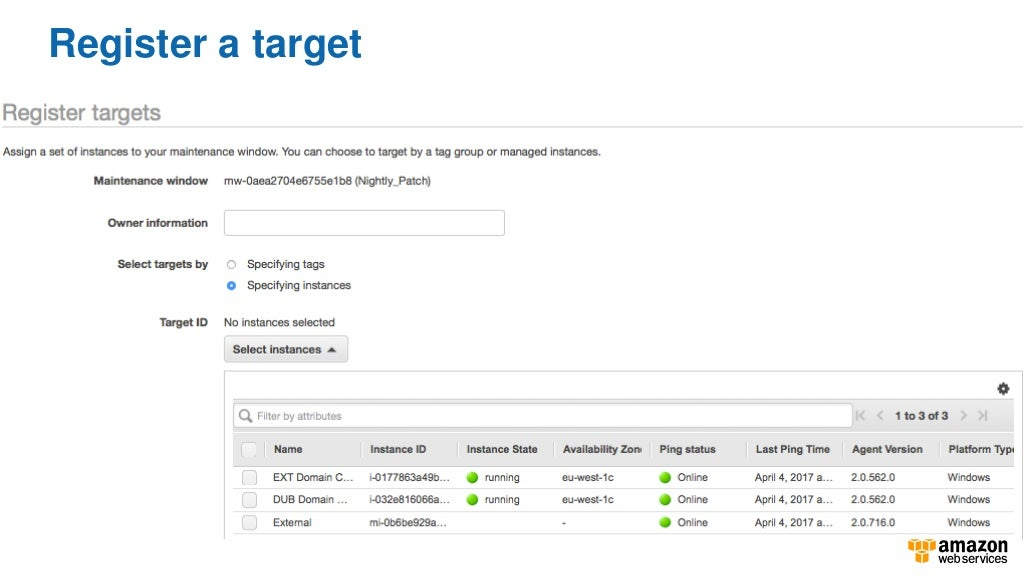 Register a target
Register targets
Assign a set of instances to your maintenance window. You can choose to target by a tag group or managed instances.
Maintenance window mw-0aea2704e6755e1b8 (Nightly_Patch)
Owner information
Select targets by Specifying tags
Specifying instances
Target ID No instances selected
Select instances
Filter by attributes 1 to 3 of 3
Name Instance ID Instance State Availability Zon Ping status Last Ping Time Agent Version Platform Type
EXT Domain C... i-0177863a49b... running eu-west-1c Online April 4, 2017 a... 2.0.562.0 Windows
DUB Domain ... i-032e816066a... running eu-west-1c Online April 4, 2017 a... 2.0.562.0 Windows
External mi-0b6be929a... - Online April 4, 2017 a... 2.0.716.0 Windows
amazon
web services